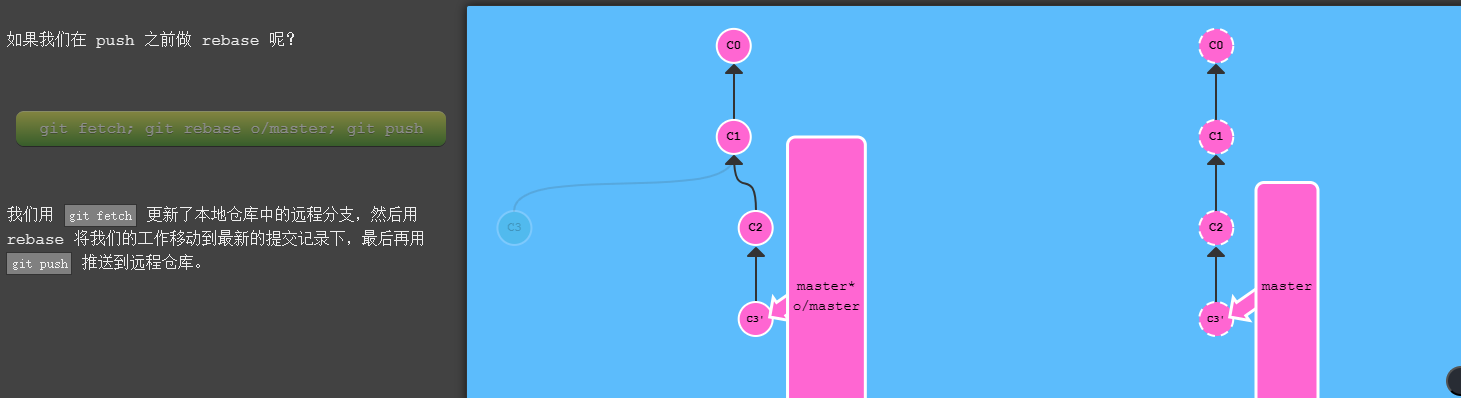 如果我们在 push 之前做 rebase 呢？
git fetch; git rebase o/master; git push
我们用 git fetch 更新了本地仓库中的远程分支，然后用
rebase 将我们的工作移动到最新的提交记录下，最后再用
git push 推送到远程仓库。
C0
C1
C3
C2
C3'
master*
o/master
C0
C1
C2
C3'
master